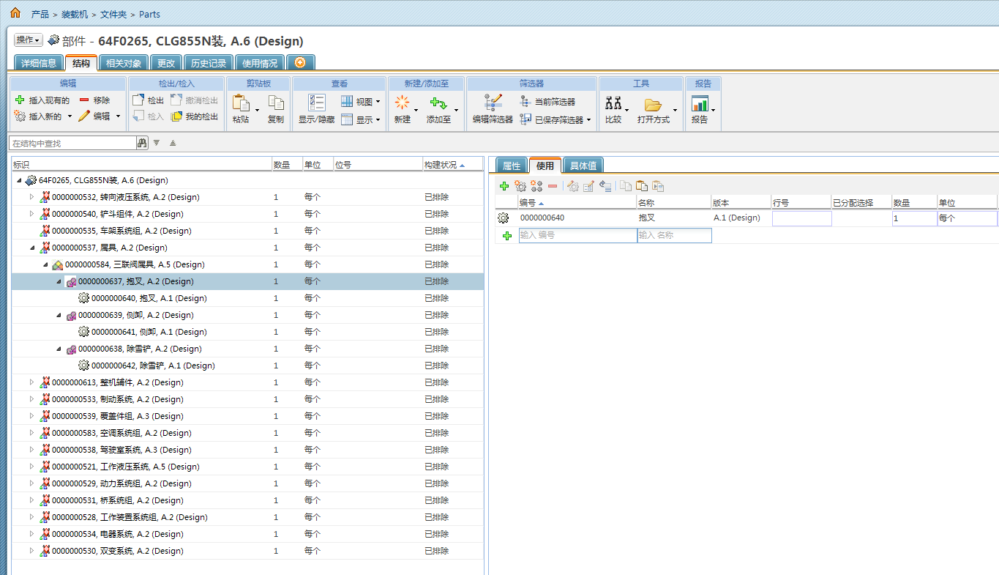 产品 > 装载机 > 文件夹 > Parts
操作 部件 - 64F0265, CLG855N装, A.6 (Design)
详细信息 结构 相关对象 更改 历史记录 使用情况
编辑 检出/检入 剪贴板 查看 新建/添加至 筛选器 工具 报告
插入现有的 移除 检出 撤消检出 视图 当前筛选器
插入新的 编辑 检入 我的检出 粘贴 复制 显示/隐藏 显示 新建 添加至 编辑筛选器 已保存筛选器 比较 打开方式 报告
在结构中查找
标识 数量 单位 位号 构建状况
64F0265, CLG855N装, A.6 (Design)
0000000532, 转向液压系统, A.2 (Design) 1 每个 已排除
0000000540, 铲斗组件, A.2 (Design) 1 每个 已排除
0000000535, 车架系统组, A.2 (Design) 1 每个 已排除
0000000537, 属具, A.2 (Design) 1 每个 已排除
0000000584, 三联阀属具, A.5 (Design) 1 每个 已排除
0000000637, 抱叉, A.2 (Design) 1 每个 已排除
0000000640, 抱叉, A.1 (Design) 1 每个 已排除
0000000639, 侧卸, A.2 (Design) 1 每个 已排除
0000000641, 侧卸, A.1 (Design) 1 每个 已排除
0000000638, 除雪铲, A.2 (Design) 1 每个 已排除
0000000642, 除雪铲, A.1 (Design) 1 每个 已排除
0000000613, 整机辅件, A.2 (Design) 1 每个 已排除
0000000533, 制动系统, A.2 (Design) 1 每个 已排除
0000000539, 覆盖件组, A.3 (Design) 1 每个 已排除
0000000583, 空调系统组, A.2 (Design) 1 每个 已排除
0000000538, 驾驶室系统, A.3 (Design) 1 每个 已排除
0000000521, 工作液压系统, A.5 (Design) 1 每个 已排除
0000000529, 动力系统组, A.2 (Design) 1 每个 已排除
0000000531, 桥系统组, A.2 (Design) 1 每个 已排除
0000000528, 工作装置系统组, A.2 (Design) 1 每个 已排除
0000000534, 电器系统, A.2 (Design) 1 每个 已排除
0000000530, 双变系统, A.2 (Design) 1 每个 已排除
属性 使用 具体值
编号 名称 版本 行号 已分配选择 数量 单位
0000000640 抱叉 A.1 (Design) 1 每个
输入 编号 输入 名称